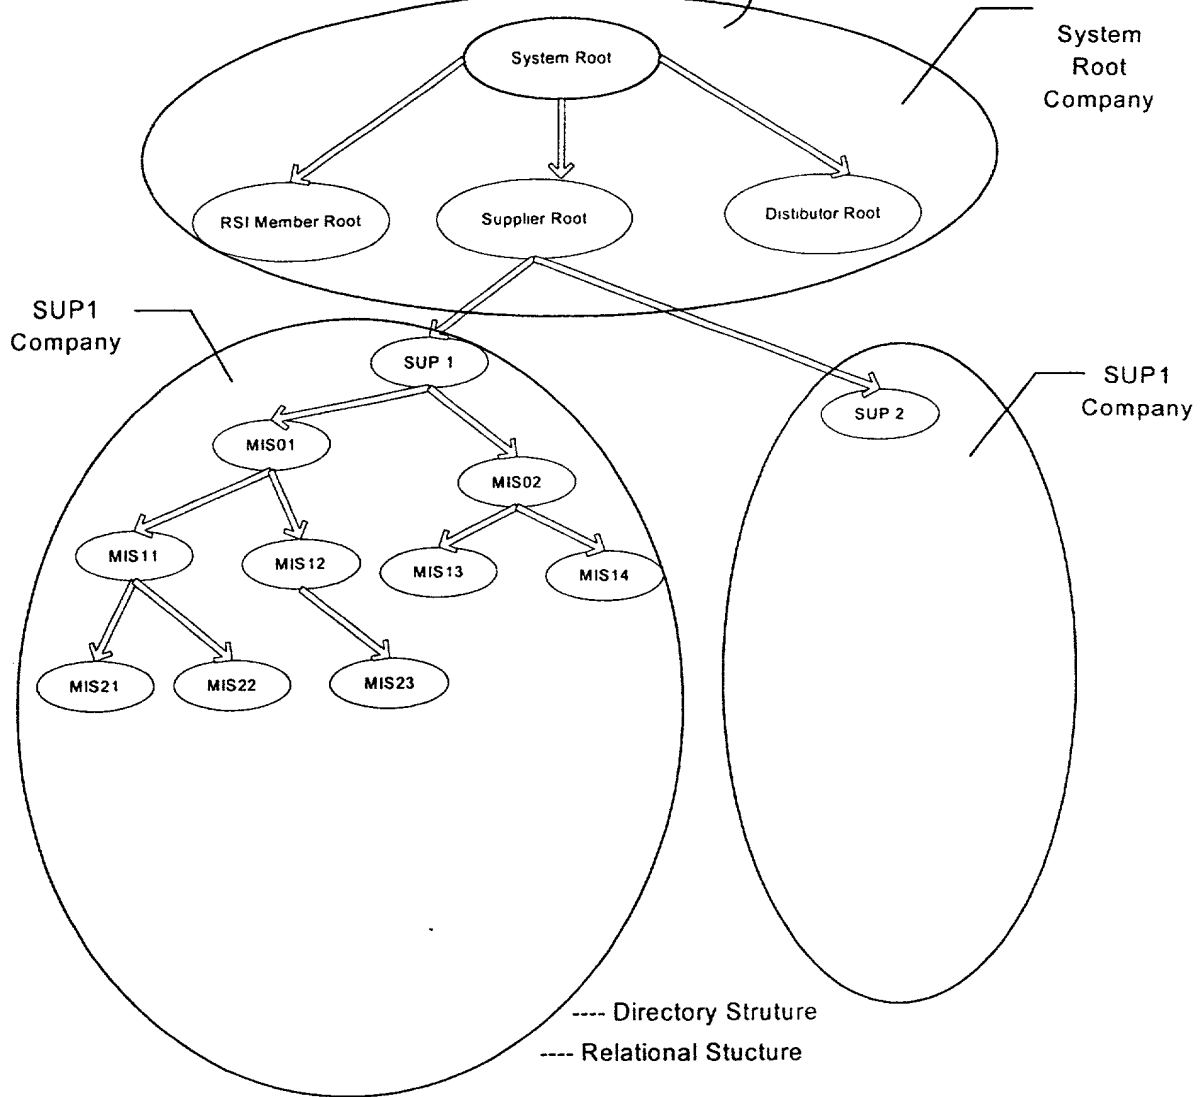 System
Root
Company
System Root
RSI Member Root
Supplier Root
Distibutor Root
SUP1
Company
SUP 1
SUP1
Company
SUP 2
MIS01
MIS02
MIS11
MIS12
MIS13
MIS14
MIS21
MIS22
MIS23
---- Directory Struture
---- Relational Stucture